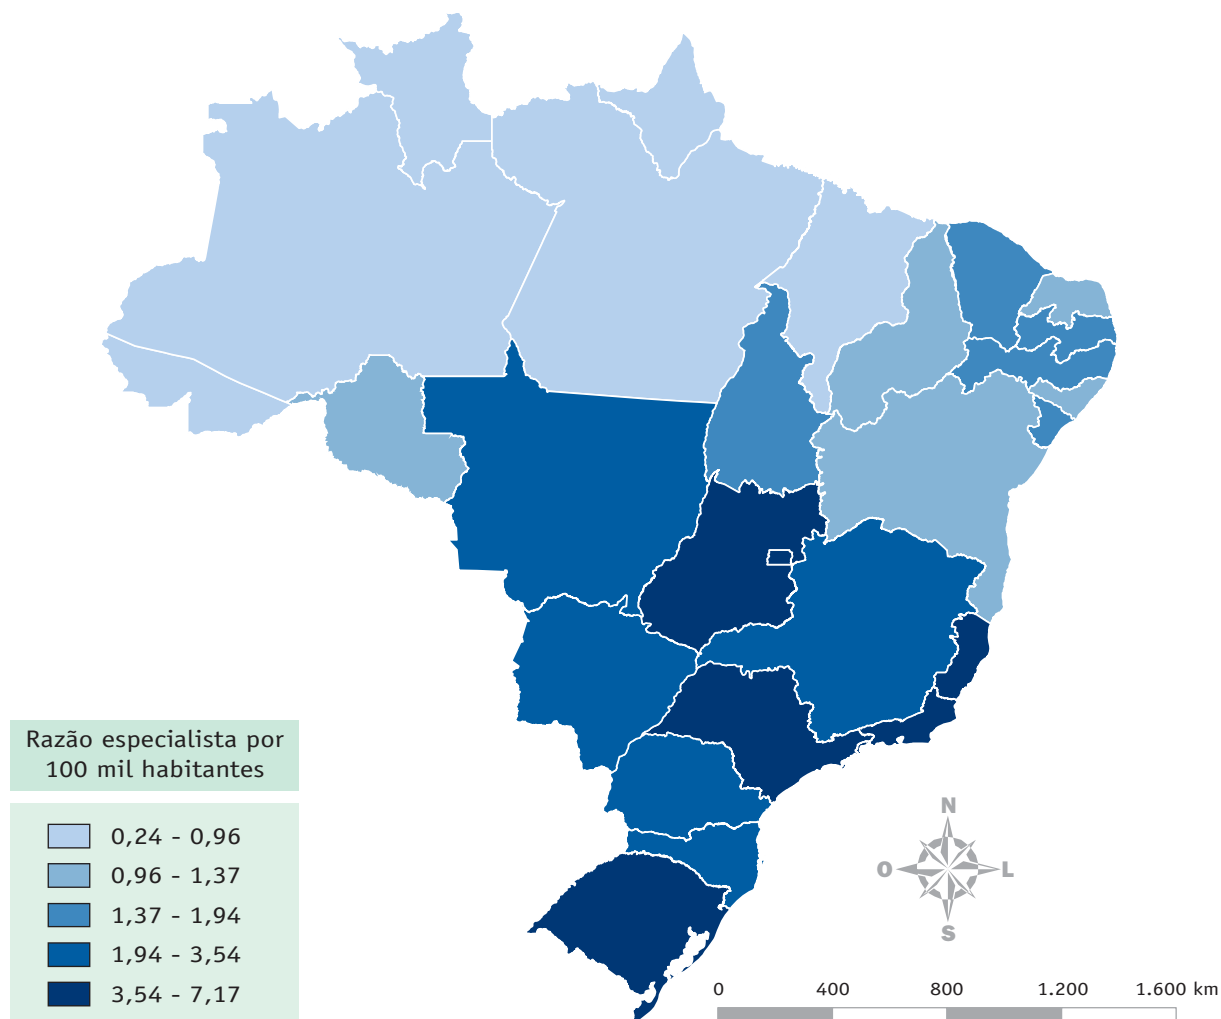 Razão especialista por
100 mil habitantes
0,24 - 0,96
0,96 - 1,37
1,37 - 1,94
1,94 - 3,54
3,54 - 7,17
N
O L
S
0 400 800 1.200 1.600 km